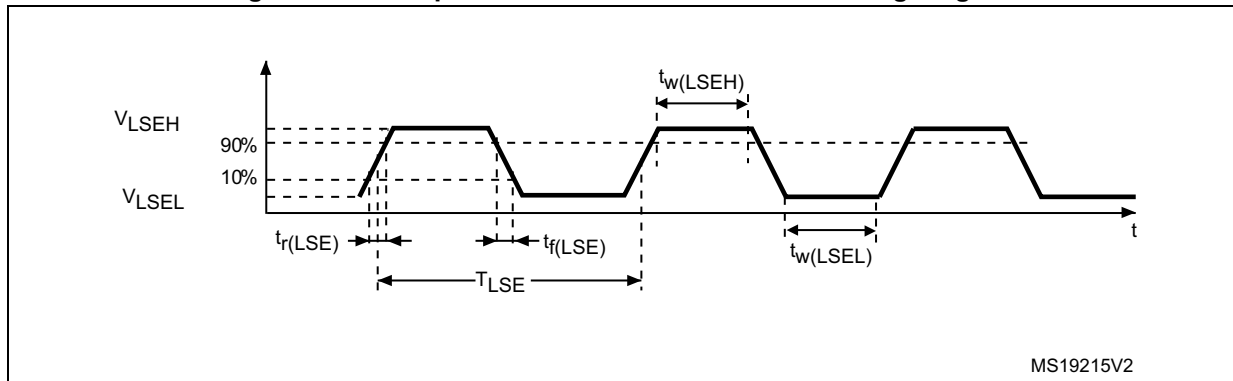 tw(LSEH)
VLSEH
90%
10%
VLSEL
tr(LSE)
tf(LSE)
TLSE
tw(LSEL)
t
MS19215V2